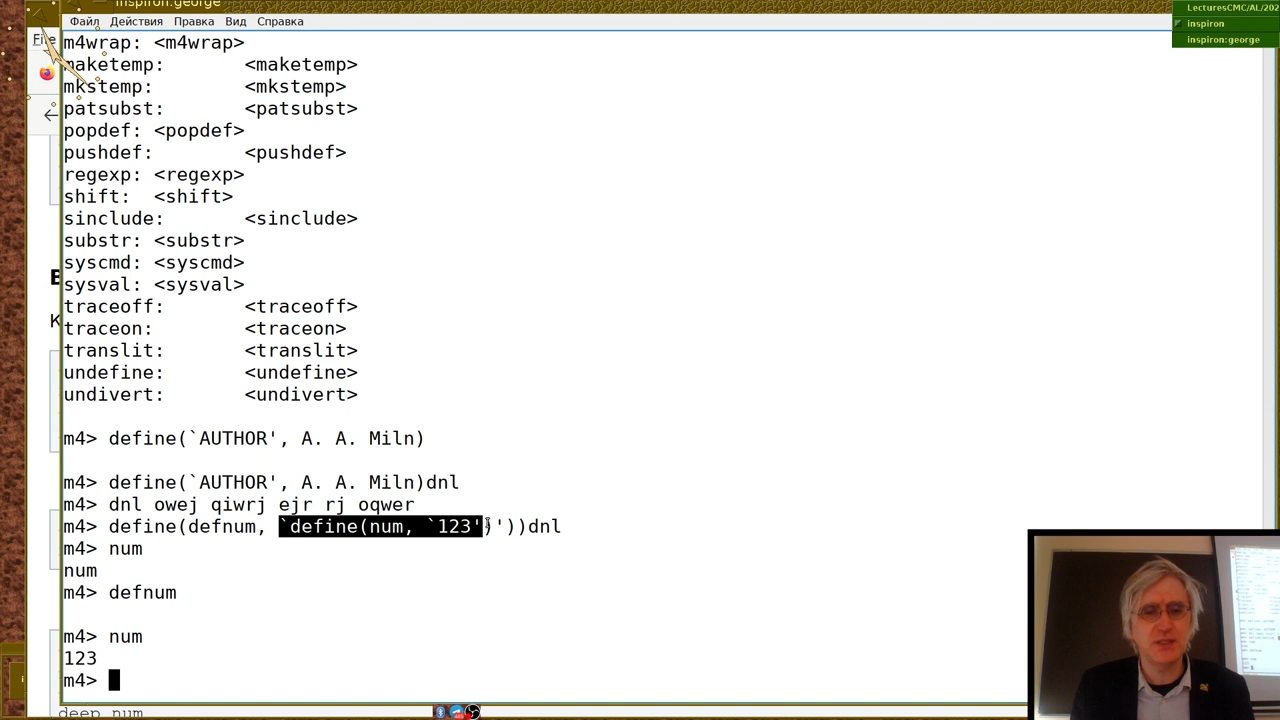 inspiron:george
LecturesCMC/AL/202
inspiron
inspiron:george
Файл Действия Правка Вид Справка
File
m4wrap: <m4wrap>
maketemp: <maketemp>
mkstemp: <mkstemp>
patsubst: <patsubst>
popdef: <popdef>
pushdef: <pushdef>
regexp: <regexp>
shift: <shift>
sinclude: <sinclude>
substr: <substr>
syscmd: <syscmd>
sysval: <sysval>
traceoff: <traceoff>
traceon: <traceon>
translit: <translit>
undefine: <undefine>
undivert: <undivert>
m4> define(`AUTHOR', A. A. Miln)
m4> define(`AUTHOR', A. A. Miln)dnl
m4> dnl owej qiwrj ejr rj oqwer
m4> define(defnum, `define(num, `123')'))dnl
m4> num
num
m4> defnum
m4> num
123
m4>
deep num